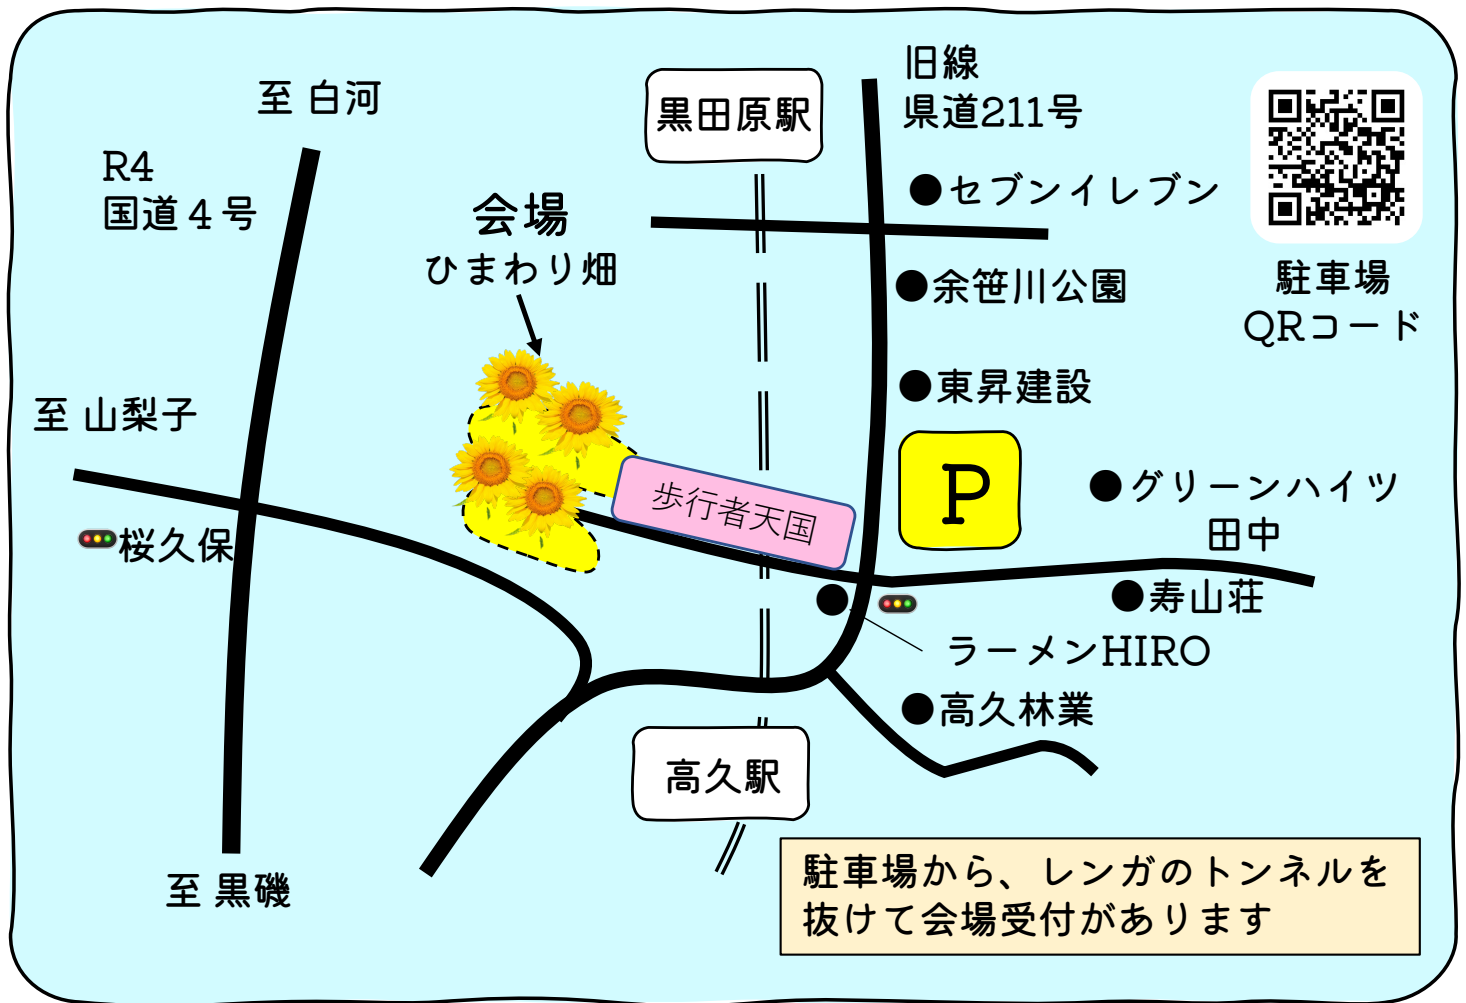 旧線
県道211号
至 白河
黒田原駅
R4
国道４号
セブンイレブン
会場
ひまわり畑
余笹川公園
駐車場
QRコード
東昇建設
至 山梨子
P
グリーンハイツ
田中
歩行者天国
桜久保
寿山荘
ラーメンHIRO
高久林業
高久駅
至 黒磯
駐車場から、レンガのトンネルを
抜けて会場受付があります